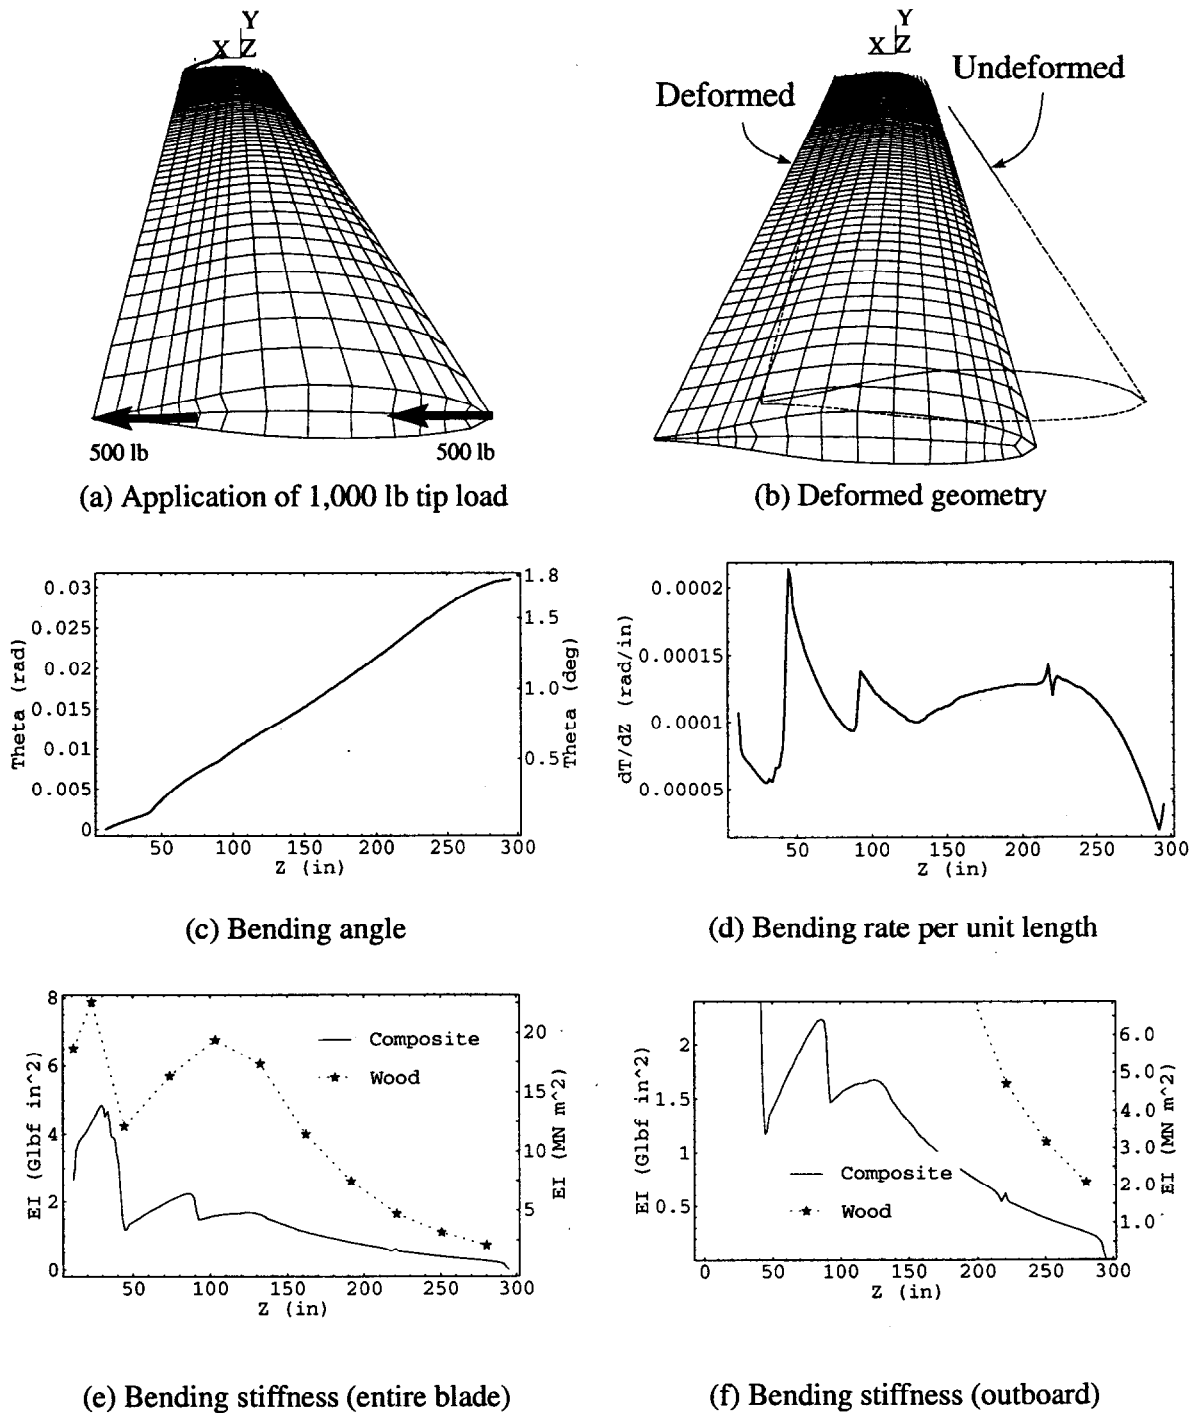 Y
X Z
500 lb
500 lb
(a) Application of 1,000 lb tip load
Y
X Z
Deformed
Undeformed
(b) Deformed geometry
Theta (rad)
0.03
0.025
0.02
0.015
0.01
0.005
0
1.8
1.5
1.0
0.5
Theta (deg)
50 100 150 200 250 300
Z (in)
(c) Bending angle
dT/dZ (rad/in)
0.0002
0.00015
0.0001
0.00005
50 100 150 200 250 300
Z (in)
(d) Bending rate per unit length
EI (Glbf in^2)
8
6
4
2
0
20
15
10
5
EI (MN m^2)
Composite
Wood
50 100 150 200 250 300
Z (in)
(e) Bending stiffness (entire blade)
EI (Glbf in^2)
2
1.5
1
0.5
6.0
5.0
4.0
3.0
2.0
1.0
EI (MN m^2)
Composite
Wood
0 50 100 150 200 250 300
Z (in)
(f) Bending stiffness (outboard)